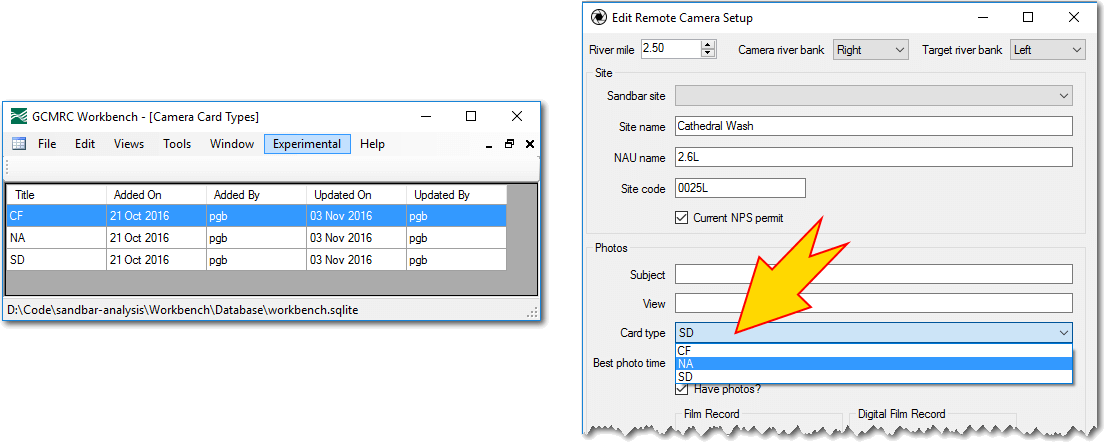 GCMRC Workbench - [Camera Card Types]
File Edit Views Tools Window Experimental Help
Title Added On Added By Updated On Updated By
CF 21 Oct 2016 pgb 03 Nov 2016 pgb
NA 21 Oct 2016 pgb 03 Nov 2016 pgb
SD 21 Oct 2016 pgb 03 Nov 2016 pgb
D:\Code\sandbar-analysis\Workbench\Database\workbench.sqlite
Edit Remote Camera Setup
River mile 2.50 Camera river bank Right Target river bank Left
Site
Sandbar site
Site name Cathedral Wash
NAU name 2.6L
Site code 0025L
Current NPS permit
Photos
Subject
View
Card type SD
CF
Best photo time NA
SD
Have photos?
Film Record Digital Film Record